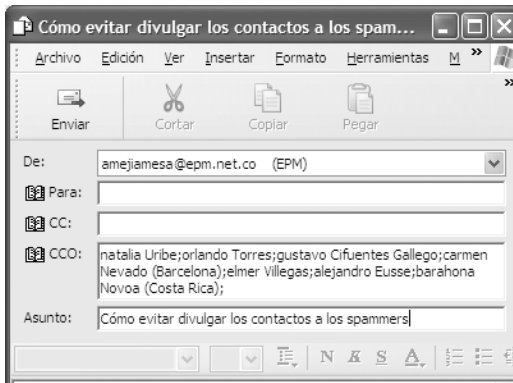 Cómo evitar divulgar los contactos a los spam...
Archivo Edición Ver Insertar Formato Herramientas M »
»
Enviar Cortar Copiar Pegar
De: amejiamesa@epm.net.co (EPM)
Para:
CC:
CCO: natalia Uribe;orlando Torres;gustavo Cifuentes Gallego;carmen
Nevado (Barcelona);elmer Villegas;alejandro Eusse;barahona
Novoa (Costa Rica);
Asunto: Cómo evitar divulgar los contactos a los spammers
N K S A